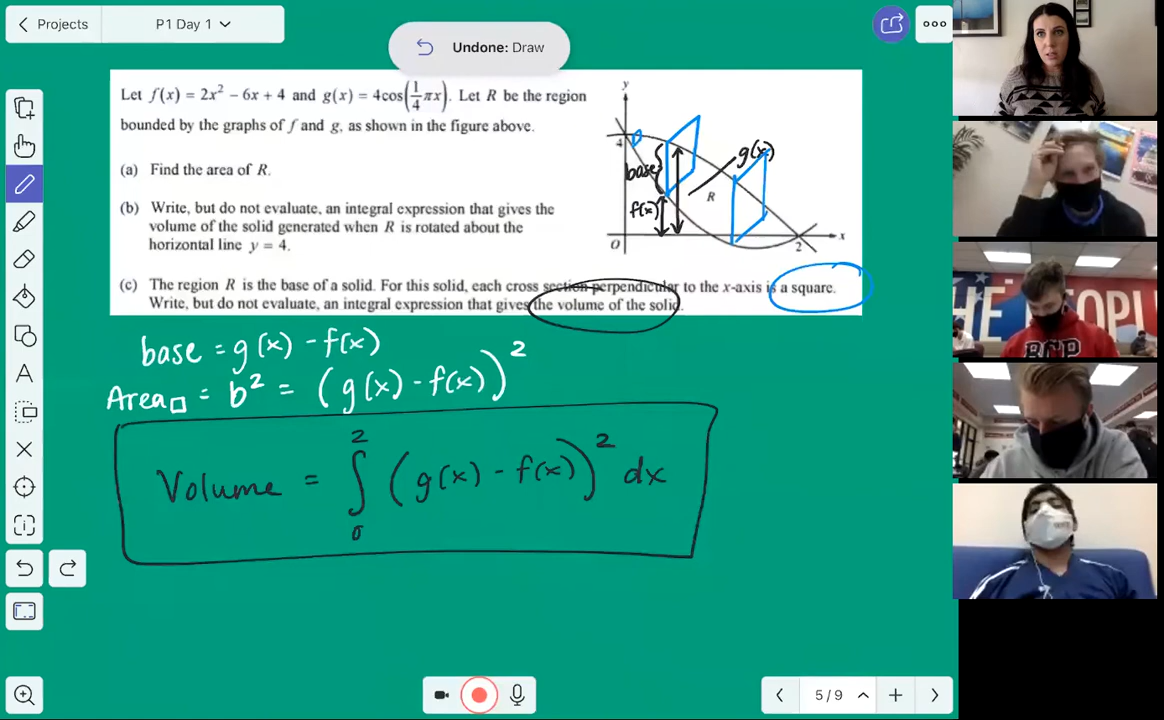 Projects
P1 Day 1
Undone: Draw
Let f(x) = 2x² − 6x + 4 and g(x) = 4cos(1/4 πx). Let R be the region
bounded by the graphs of f and g, as shown in the figure above.
(a) Find the area of R.
(b) Write, but do not evaluate, an integral expression that gives the
volume of the solid generated when R is rotated about the
horizontal line y = 4.
(c) The region R is the base of a solid. For this solid, each cross section perpendicular to the x-axis is a square.
Write, but do not evaluate, an integral expression that gives the volume of the solid.
y
4
base
g(x)
R
f(x)
O
2
x
base = g(x) − f(x)
Area□ = b² = (g(x) − f(x))²
Volume = ∫₀² (g(x) − f(x))² dx
5/9
THE PEOPL